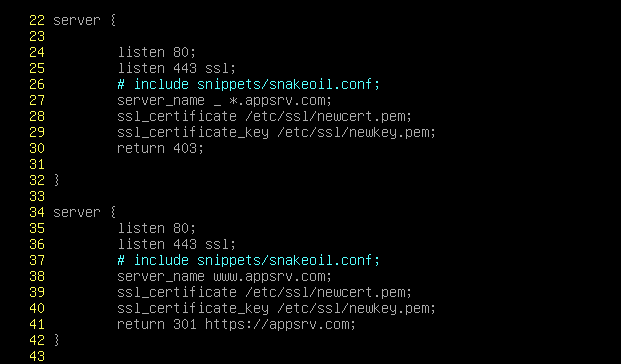 22 server {
23
24 listen 80;
25 listen 443 ssl;
26 # include snippets/snakeoil.conf;
27 server_name _ *.appsrv.com;
28 ssl_certificate /etc/ssl/newcert.pem;
29 ssl_certificate_key /etc/ssl/newkey.pem;
30 return 403;
31
32 }
33
34 server {
35 listen 80;
36 listen 443 ssl;
37 # include snippets/snakeoil.conf;
38 server_name www.appsrv.com;
39 ssl_certificate /etc/ssl/newcert.pem;
40 ssl_certificate_key /etc/ssl/newkey.pem;
41 return 301 https://appsrv.com;
42 }
43